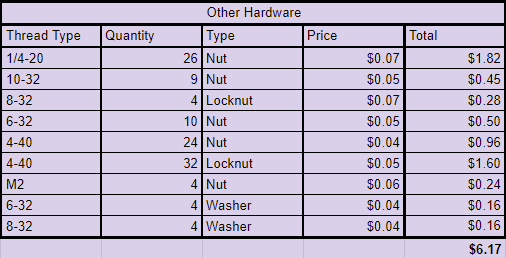 Other Hardware
Thread Type Quantity Type Price Total
1/4-20 26 Nut $0.07 $1.82
10-32 9 Nut $0.05 $0.45
8-32 4 Locknut $0.07 $0.28
6-32 10 Nut $0.05 $0.50
4-40 24 Nut $0.04 $0.96
4-40 32 Locknut $0.05 $1.60
M2 4 Nut $0.06 $0.24
6-32 4 Washer $0.04 $0.16
8-32 4 Washer $0.04 $0.16
$6.17